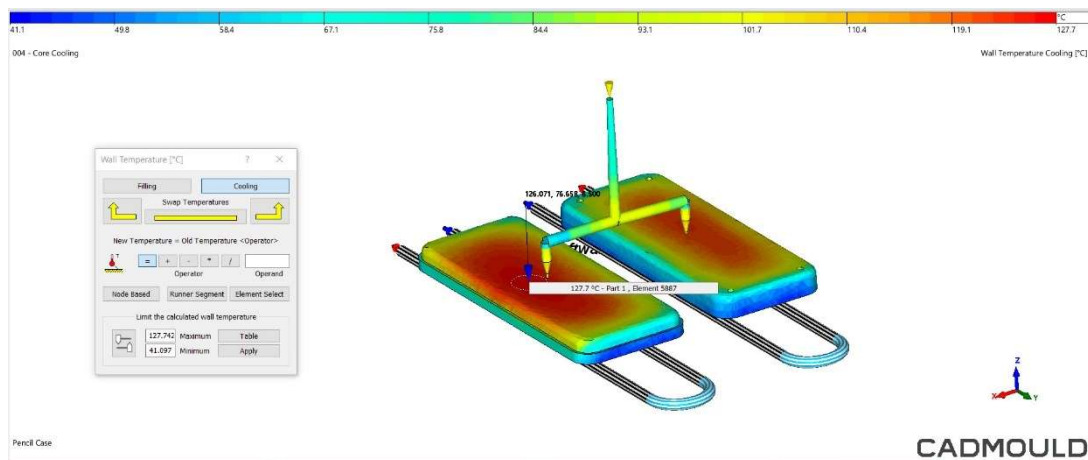 °C
41.1 49.8 58.4 67.1 75.8 84.4 93.1 101.7 110.4 119.1 127.7
004 - Core Cooling
Wall Temperature Cooling [°C]
Wall Temperature [°C] ? ×
Filling Cooling
Swap Temperatures
New Temperature = Old Temperature <Operator>
= + - * /
Operator Operand
Node Based Runner Segment Element Select
Limit the calculated wall temperature
127.742 Maximum Table
41.097 Minimum Apply
126.071, 76.658, 8.500
127.7 °C - Part 1 , Element 5887
Z
X Y
Pencil Case
CADMOULD